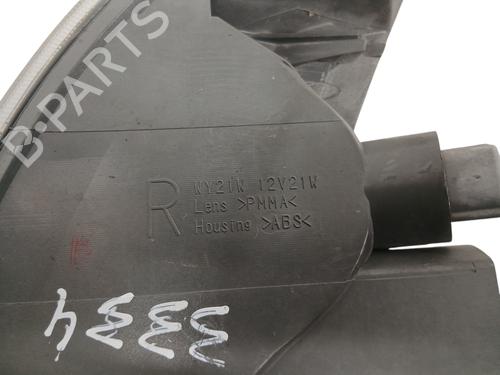 B-PARTS
R
WY21W 12V21W
Lens >PMMA<
Housing >ABS<
3334